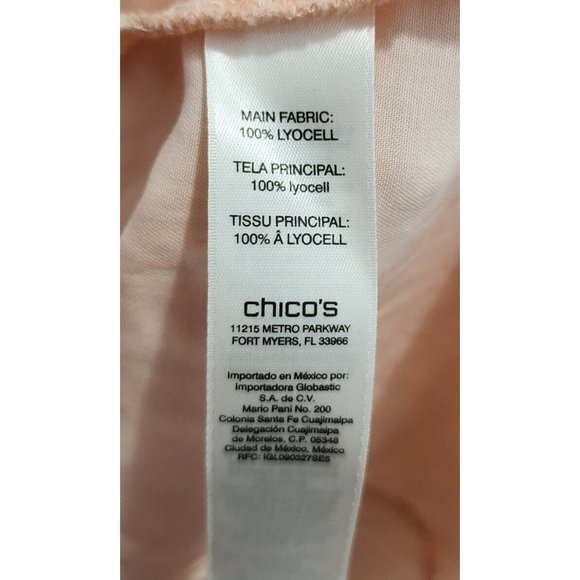 MAIN FABRIC:
100% LYOCELL
TELA PRINCIPAL:
100% lyocell
TISSU PRINCIPAL:
100% Â LYOCELL
chico's
11215 METRO PARKWAY
FORT MYERS, FL 33966
Importado en México por:
Importadora Globastic
S.A. de C.V.
Mario Pani No. 200
Colonia Santa Fe Cuajimalpa
Delegación Cuajimalpa
de Morelos, C.P. 05348
Ciudad de México, México
RFC: IGL090327SE5